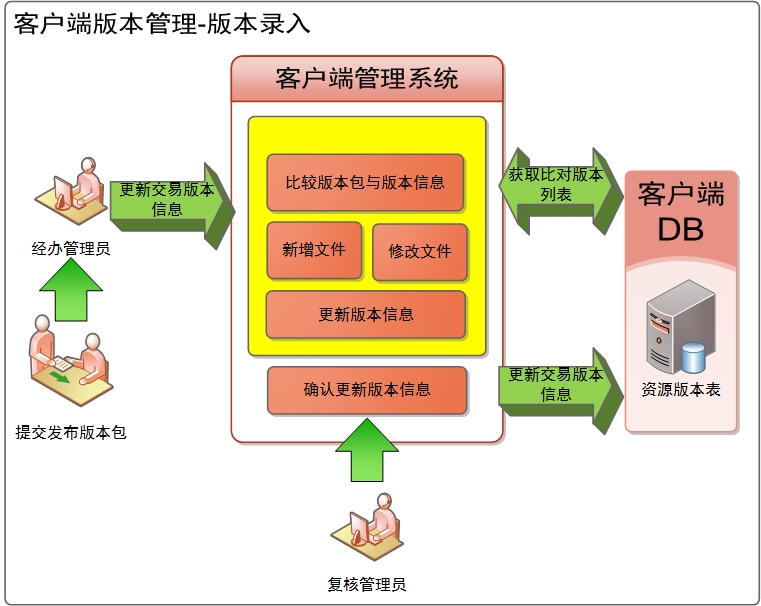 客户端版本管理-版本录入
客户端管理系统
比较版本包与版本信息
新增文件
修改文件
更新版本信息
确认更新版本信息
更新交易版本
信息
经办管理员
提交发布版本包
获取比对版本
列表
更新交易版本
信息
客户端
DB
资源版本表
复核管理员